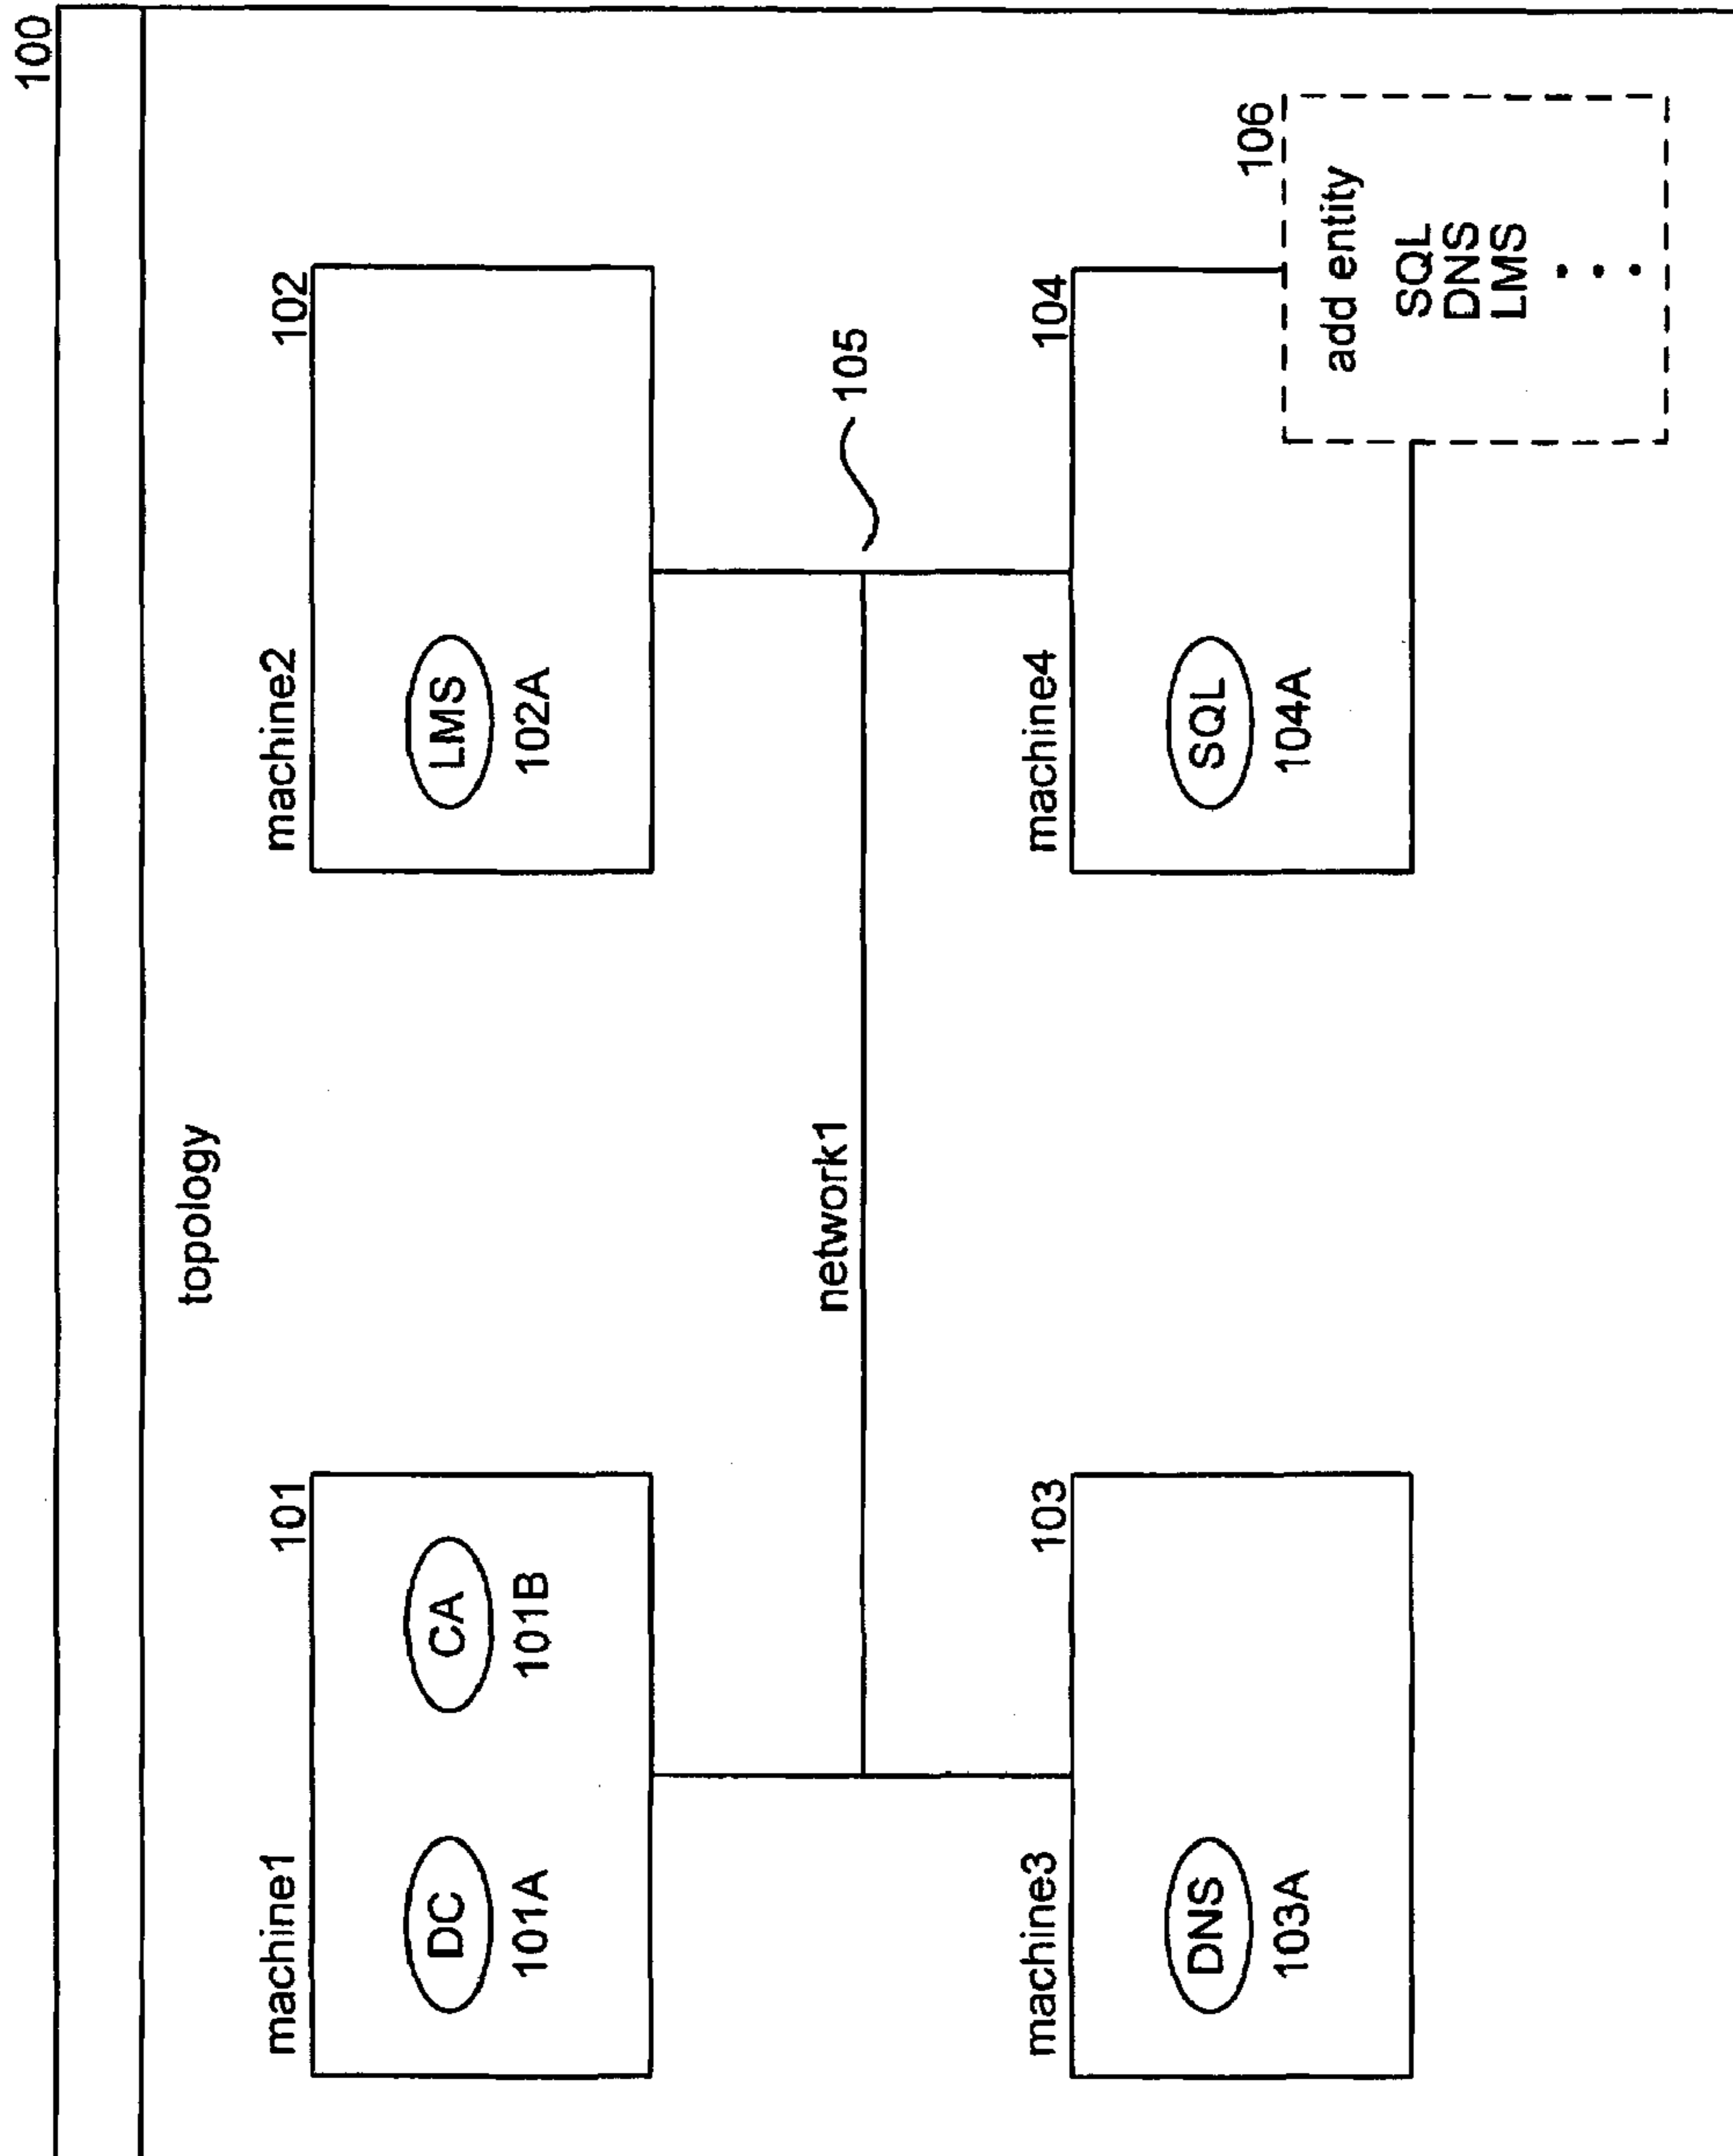 100
topology
machine1
101
machine2
102
DC
CA
LMS
101A
101B
102A
network1
105
machine3
103
machine4
104
DNS
SQL
103A
104A
106
add entity
SQL
DNS
LMS